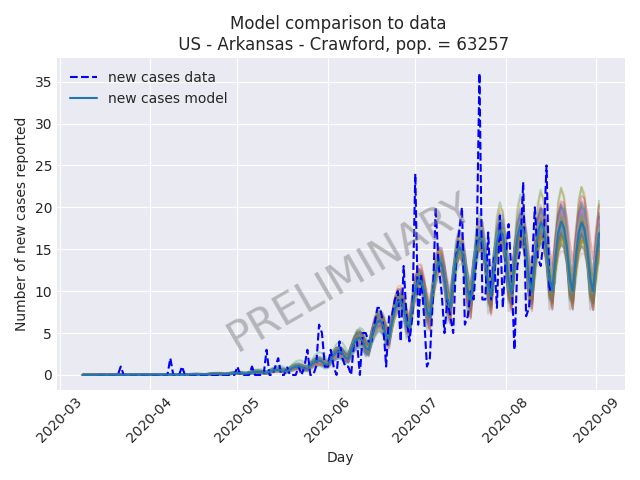 Model comparison to data
US - Arkansas - Crawford, pop. = 63257
new cases data
new cases model
Number of new cases reported
35
30
25
20
15
10
5
0
PRELIMINARY
2020-03
2020-04
2020-05
2020-06
2020-07
2020-08
2020-09
Day